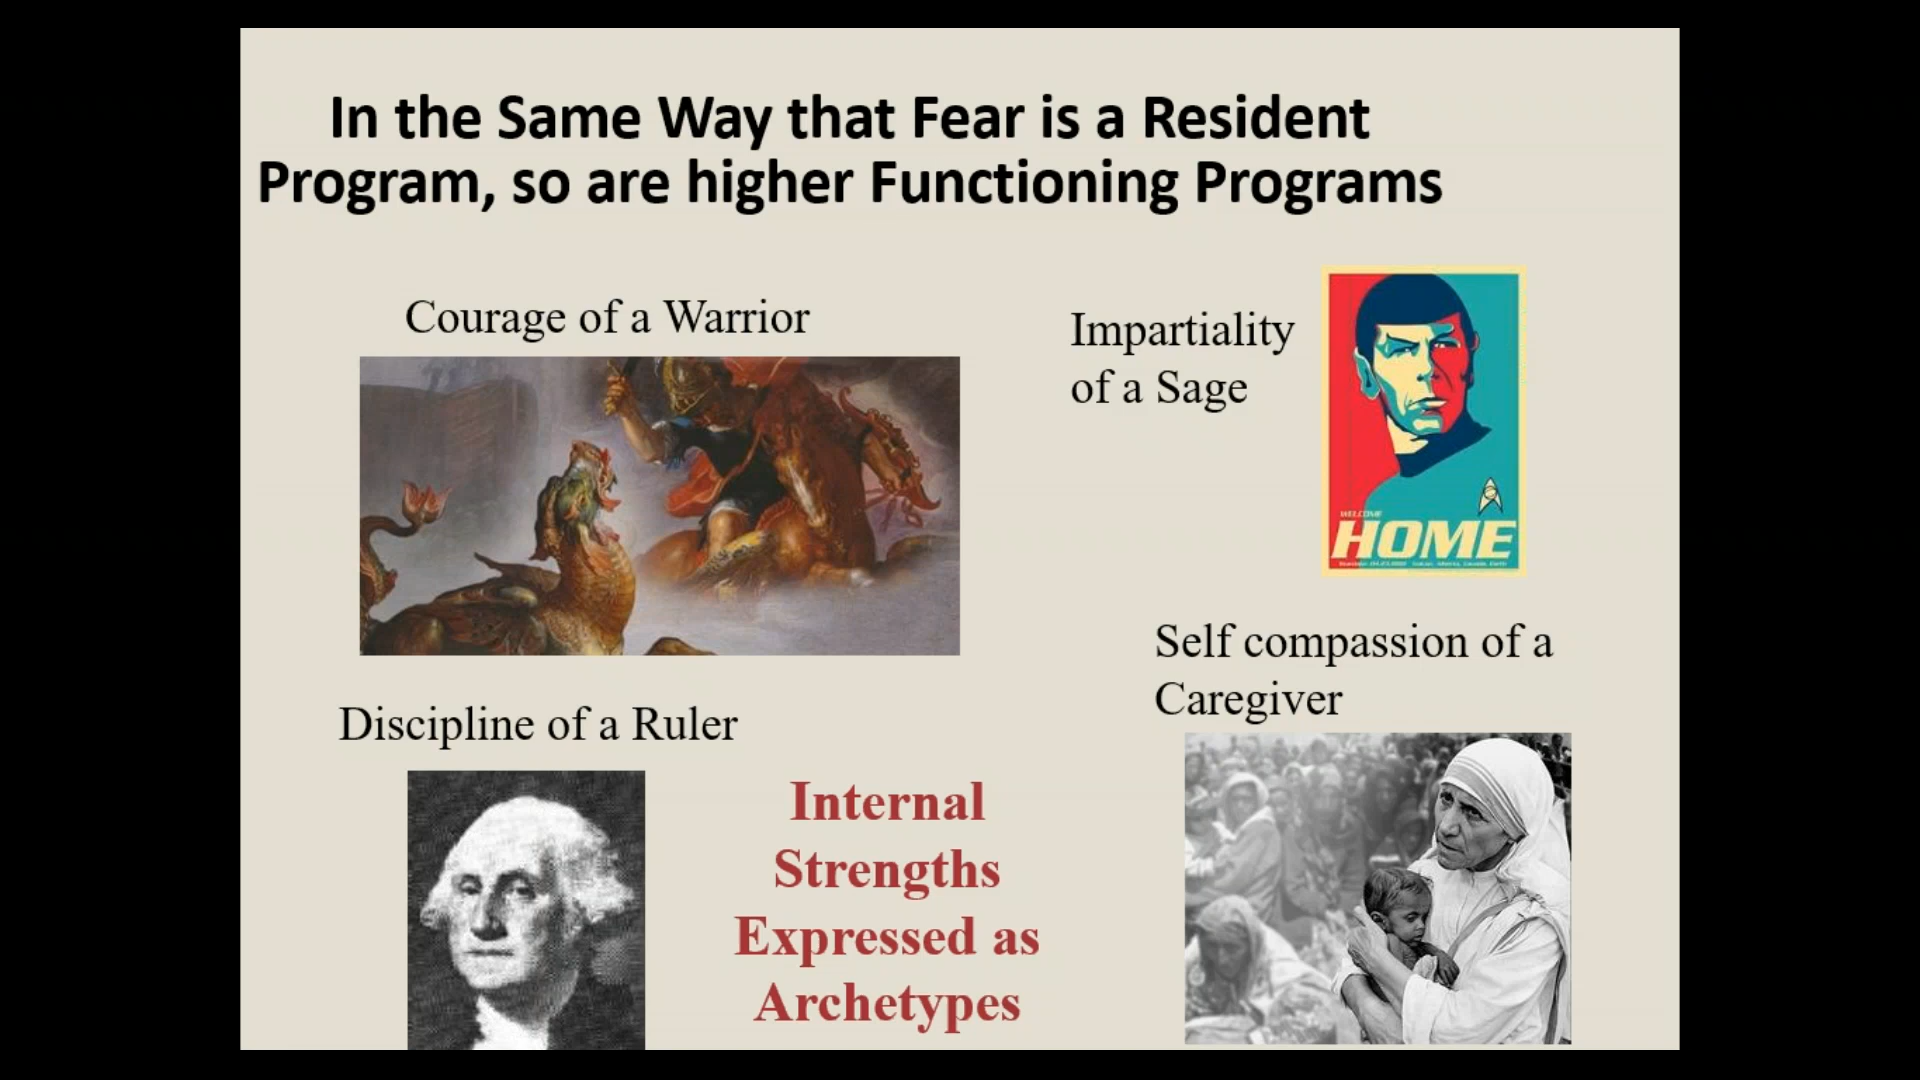 In the Same Way that Fear is a Resident
Program, so are higher Functioning Programs
Courage of a Warrior
Impartiality
of a Sage
WELCOME
HOME
Self compassion of a
Caregiver
Discipline of a Ruler
Internal
Strengths
Expressed as
Archetypes